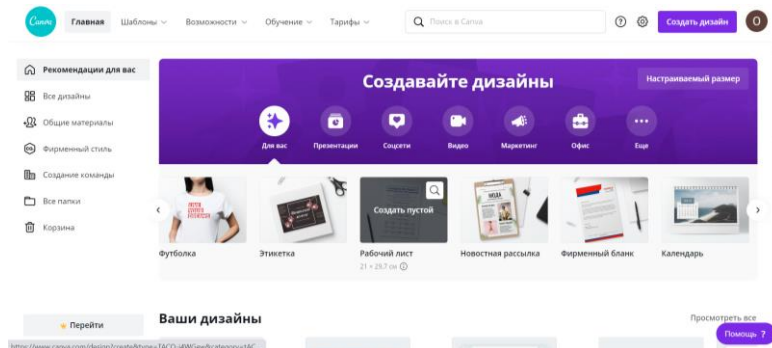 Canva
Главная
Шаблоны
Возможности
Обучение
Тарифы
Поиск в Canva
Создать дизайн
О
Рекомендации для вас
Все дизайны
Общие материалы
Фирменный стиль
Создание команды
Все папки
Корзина
Создавайте дизайны
Настраиваемый размер
Для вас
Презентации
Соцсети
Видео
Маркетинг
Офис
Еще
Создать пустой
Футболка
Этикетка
Рабочий лист
Новостная рассылка
Фирменный бланк
Календарь
21 × 29.7 см
Перейти
Ваши дизайны
Просмотреть все
Помощь ?